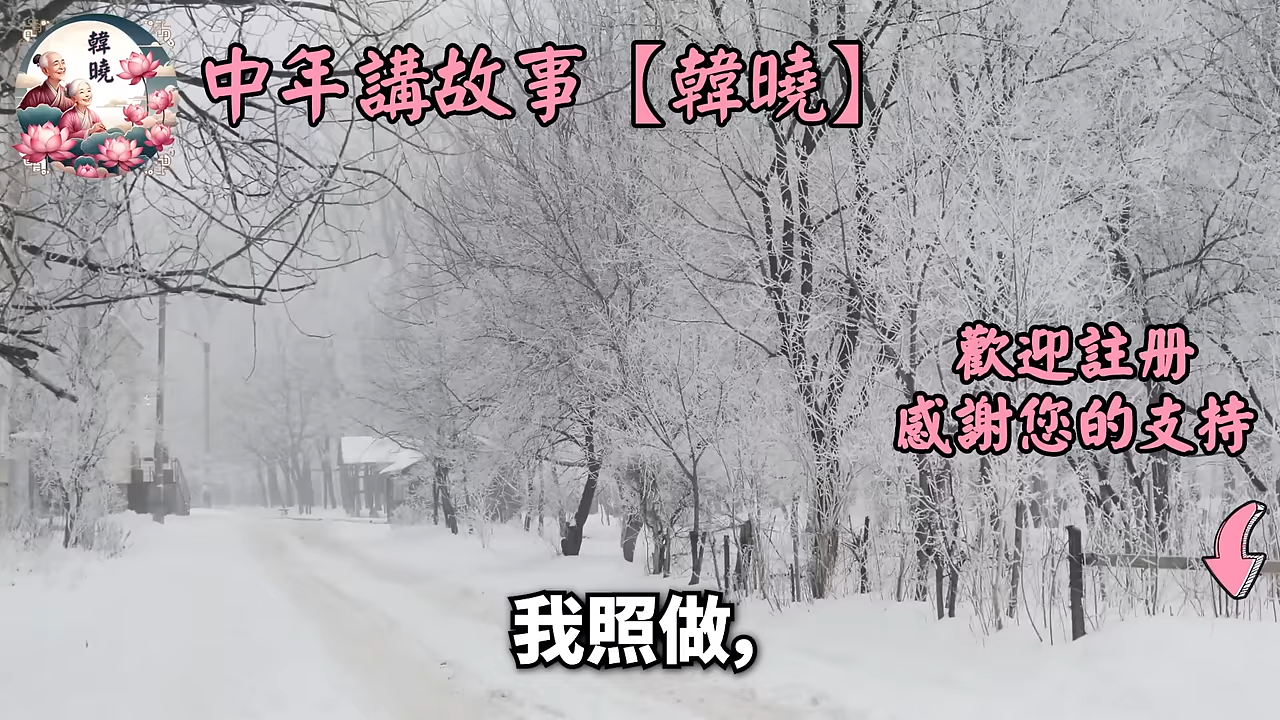 韓
曉
中年講故事【韓曉】
歡迎註册
感謝您的支持
我照做,